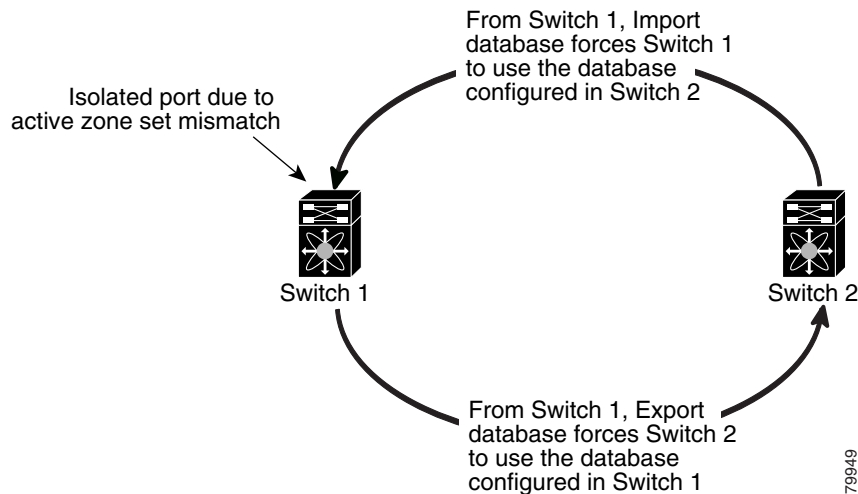 From Switch 1, Import
database forces Switch 1
to use the database
configured in Switch 2
Isolated port due to
active zone set mismatch
Switch 1
Switch 2
From Switch 1, Export
database forces Switch 2
to use the database
configured in Switch 1
79949